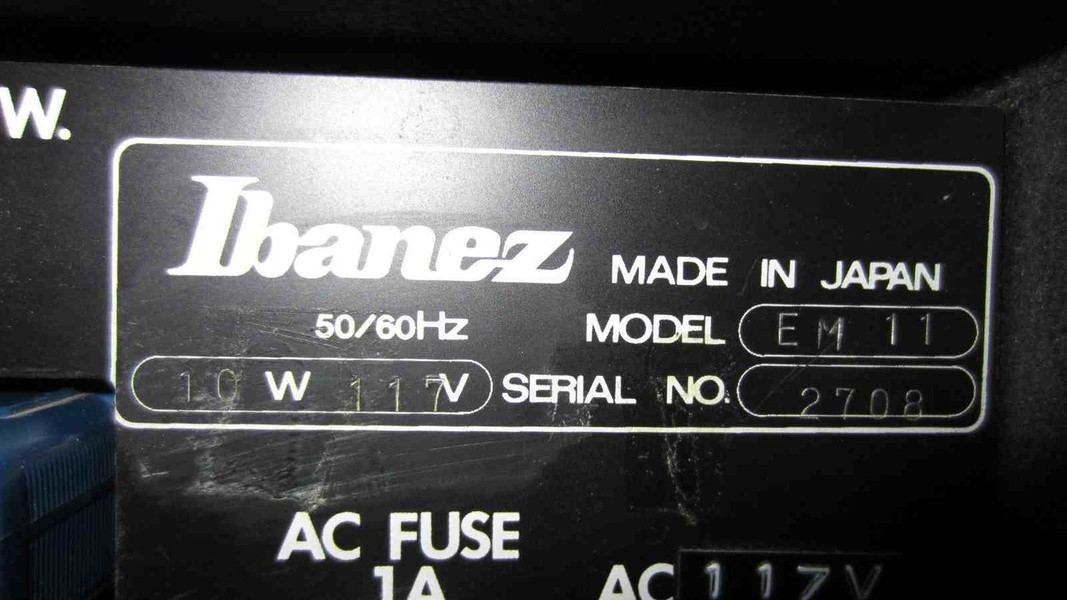 W.
Ibanez MADE IN JAPAN
50/60Hz MODEL EM 11
10 W 117V SERIAL NO. 2708
AC FUSE
1A AC 117V